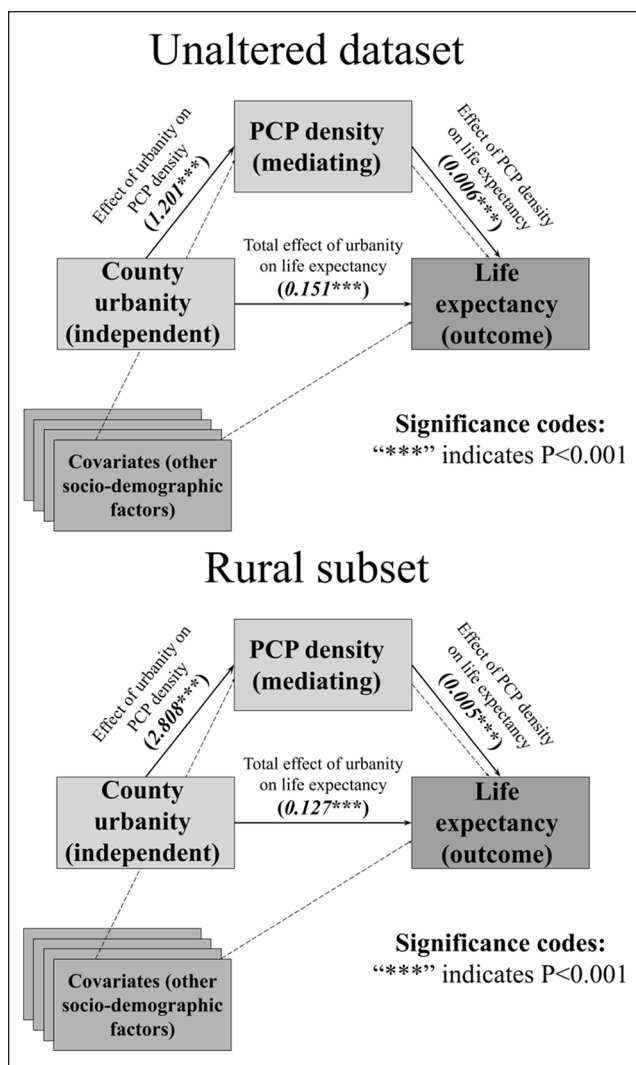 Unaltered dataset
Effect of urbanity on
PCP density
(1.201***)
PCP density
(mediating)
Effect of PCP density
on life expectancy
(0.006***)
County
urbanity
(independent)
Total effect of urbanity
on life expectancy
(0.151***)
Life
expectancy
(outcome)
Covariates (other
socio-demographic
factors)
Significance codes:
“***” indicates P<0.001
Rural subset
Effect of urbanity on
PCP density
(2.808***)
PCP density
(mediating)
Effect of PCP density
on life expectancy
(0.005***)
County
urbanity
(independent)
Total effect of urbanity
on life expectancy
(0.127***)
Life
expectancy
(outcome)
Covariates (other
socio-demographic
factors)
Significance codes:
“***” indicates P<0.001